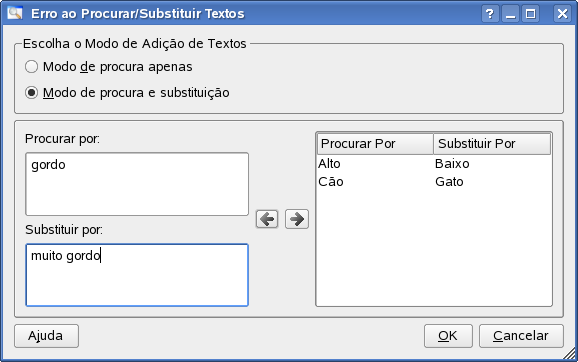 Erro ao Procurar/Substituir Textos
Escolha o Modo de Adição de Textos
Modo de procura apenas
Modo de procura e substituição
Procurar por:
gordo
Substituir por:
muito gordo
Procurar Por Substituir Por
Alto Baixo
Cão Gato
Ajuda OK Cancelar